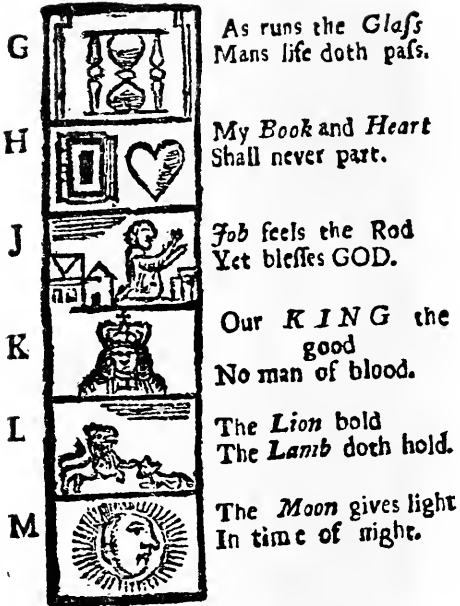 G
As runs the Glaſs
Mans life doth paſs.
H
My Book and Heart
Shall never part.
J
Job feels the Rod
Yet bleſſes GOD.
K
Our KING the
good
No man of blood.
L
The Lion bold
The Lamb doth hold.
M
The Moon gives light
In time of night.